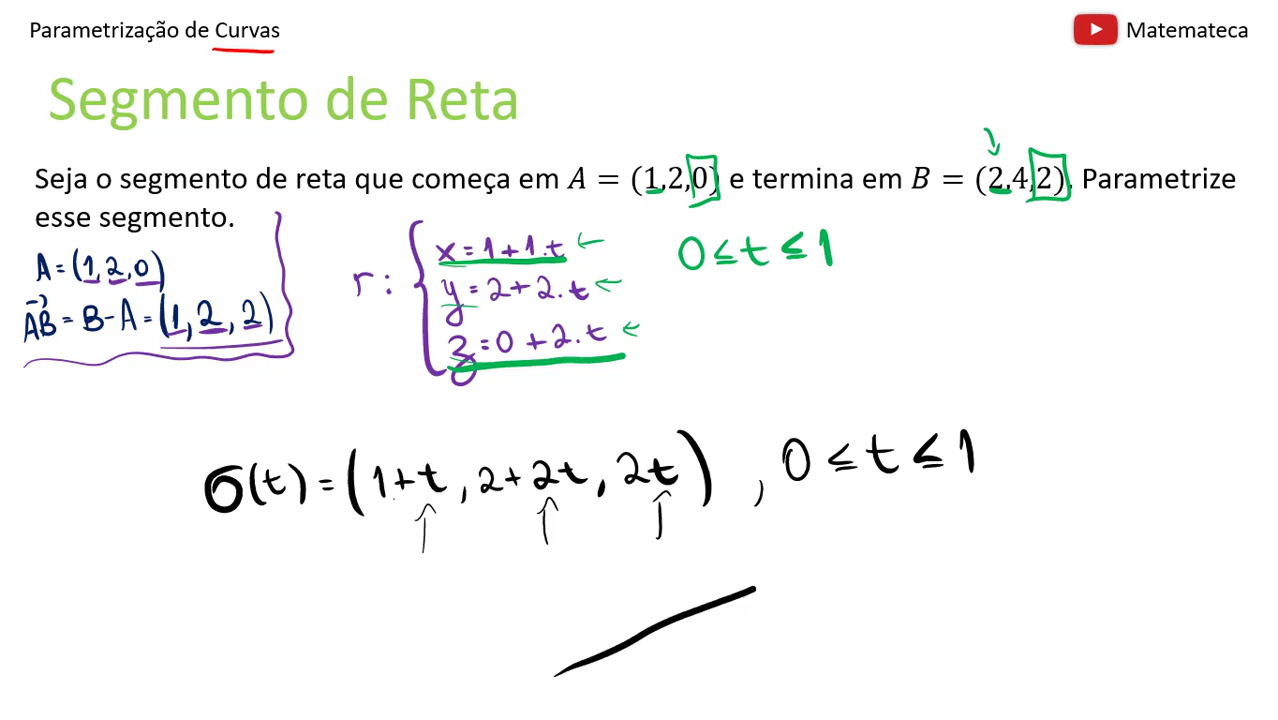 Parametrização de Curvas
Matemateca
Segmento de Reta
Seja o segmento de reta que começa em A = (1,2,0) e termina em B = (2,4,2). Parametrize
esse segmento.
A = (1, 2, 0)
AB = B - A = (1, 2, 2)
r: { x = 1 + 1.t
y = 2 + 2.t
z = 0 + 2.t
0 ≤ t ≤ 1
σ(t) = (1+t, 2+2t, 2t), 0 ≤ t ≤ 1